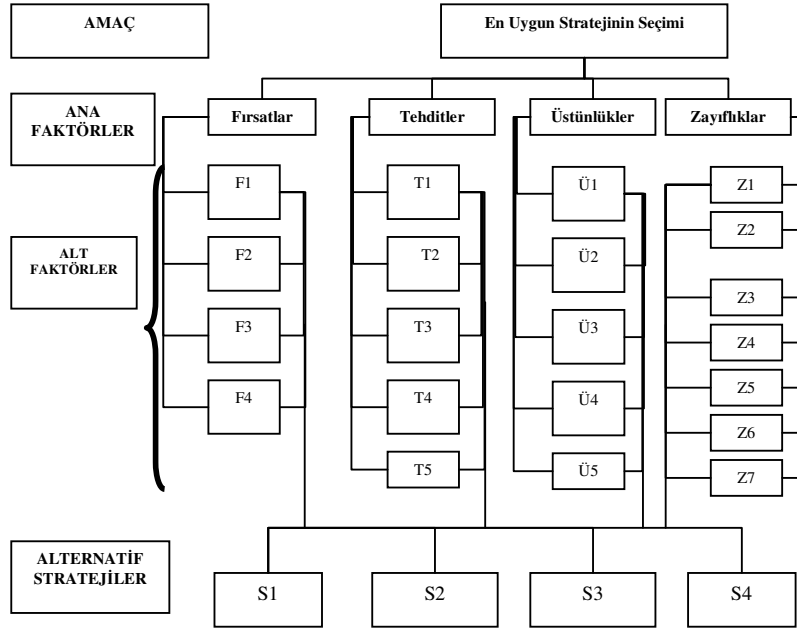 AMAÇ
En Uygun Stratejinin Seçimi
ANA
FAKTÖRLER
Fırsatlar
Tehditler
Üstünlükler
Zayıflıklar
ALT
FAKTÖRLER
F1
F2
F3
F4
T1
T2
T3
T4
T5
Ü1
Ü2
Ü3
Ü4
Ü5
Z1
Z2
Z3
Z4
Z5
Z6
Z7
ALTERNATİF
STRATEJİLER
S1
S2
S3
S4